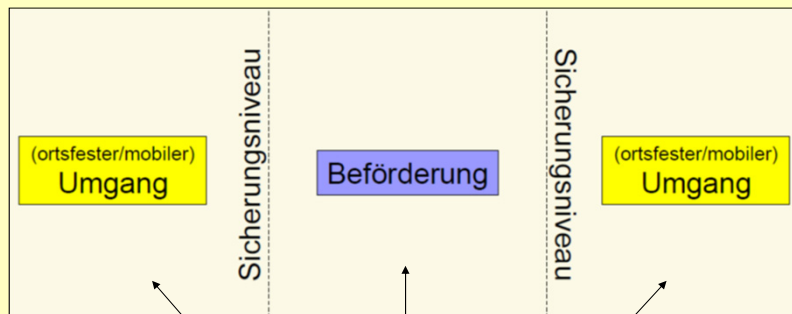 (ortsfester/mobiler)
Umgang
Sicherungsniveau
Beförderung
Sicherungsniveau
(ortsfester/mobiler)
Umgang